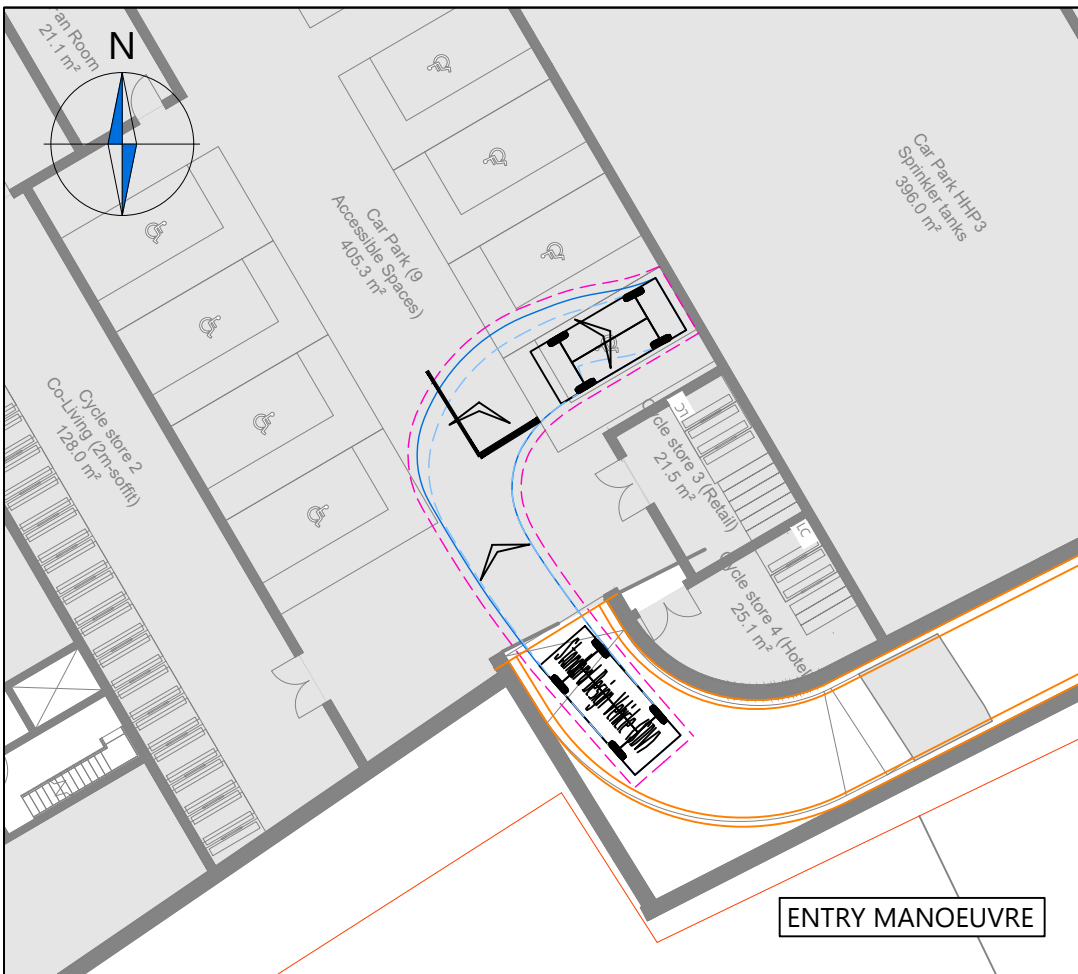 an Room
21.1 m²
N
Car Park (9
Accessible Spaces)
405.3 m²
Car Park HHP3
Sprinkler tanks
396.0 m²
Cycle store 2
Co-Living (2m-soffit)
128.0 m²
Cycle store 3 (Retail)
21.5 m²
LC
LC
Cycle store 4 (Hotel
25.1 m²
ENTRY MANOEUVRE